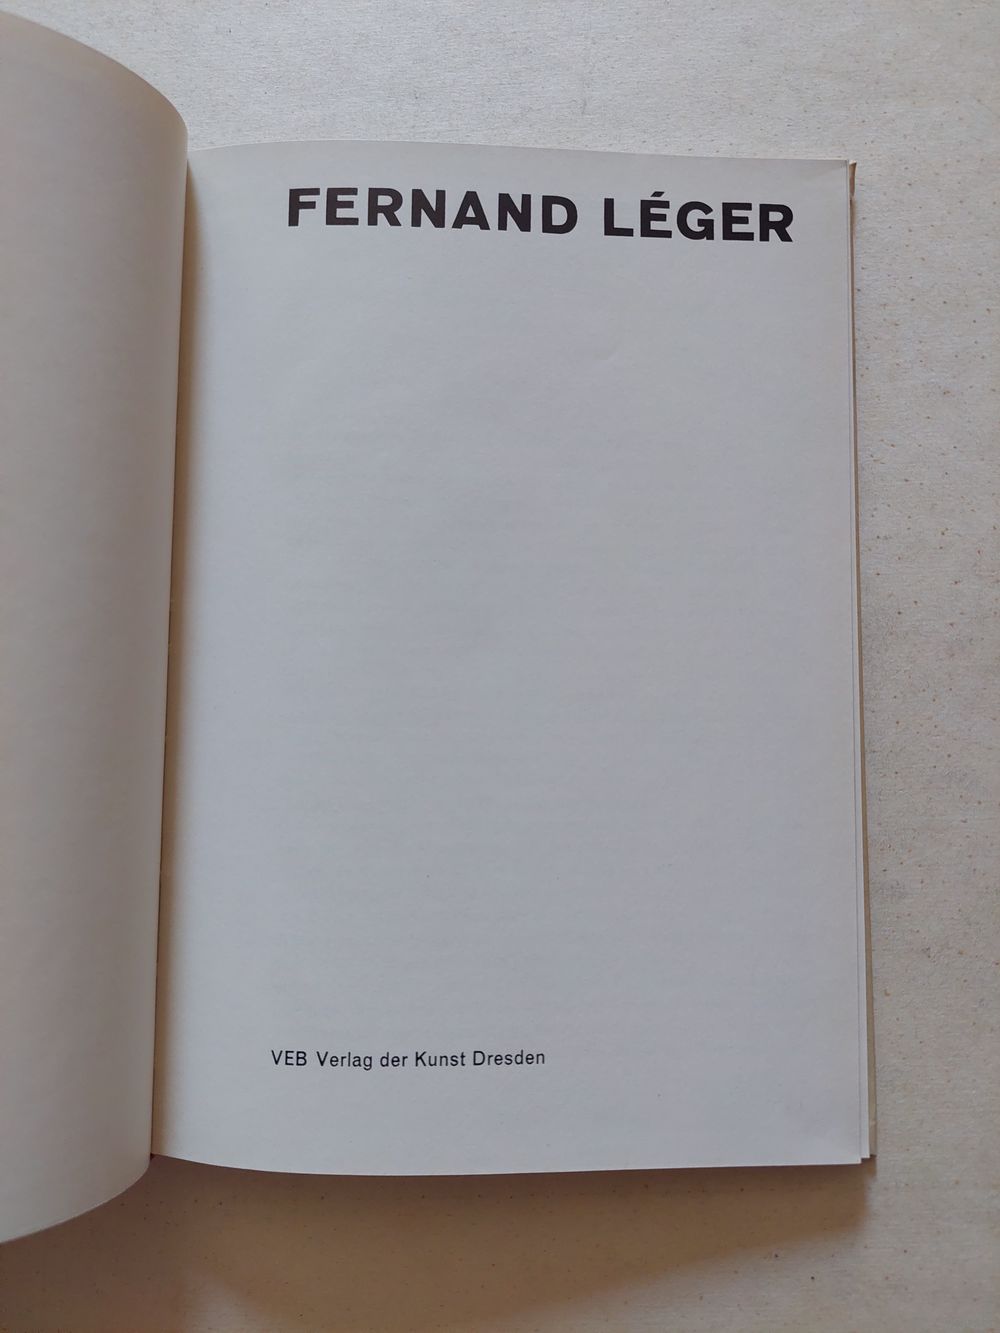 FERNAND LÉGER
VEB Verlag der Kunst Dresden